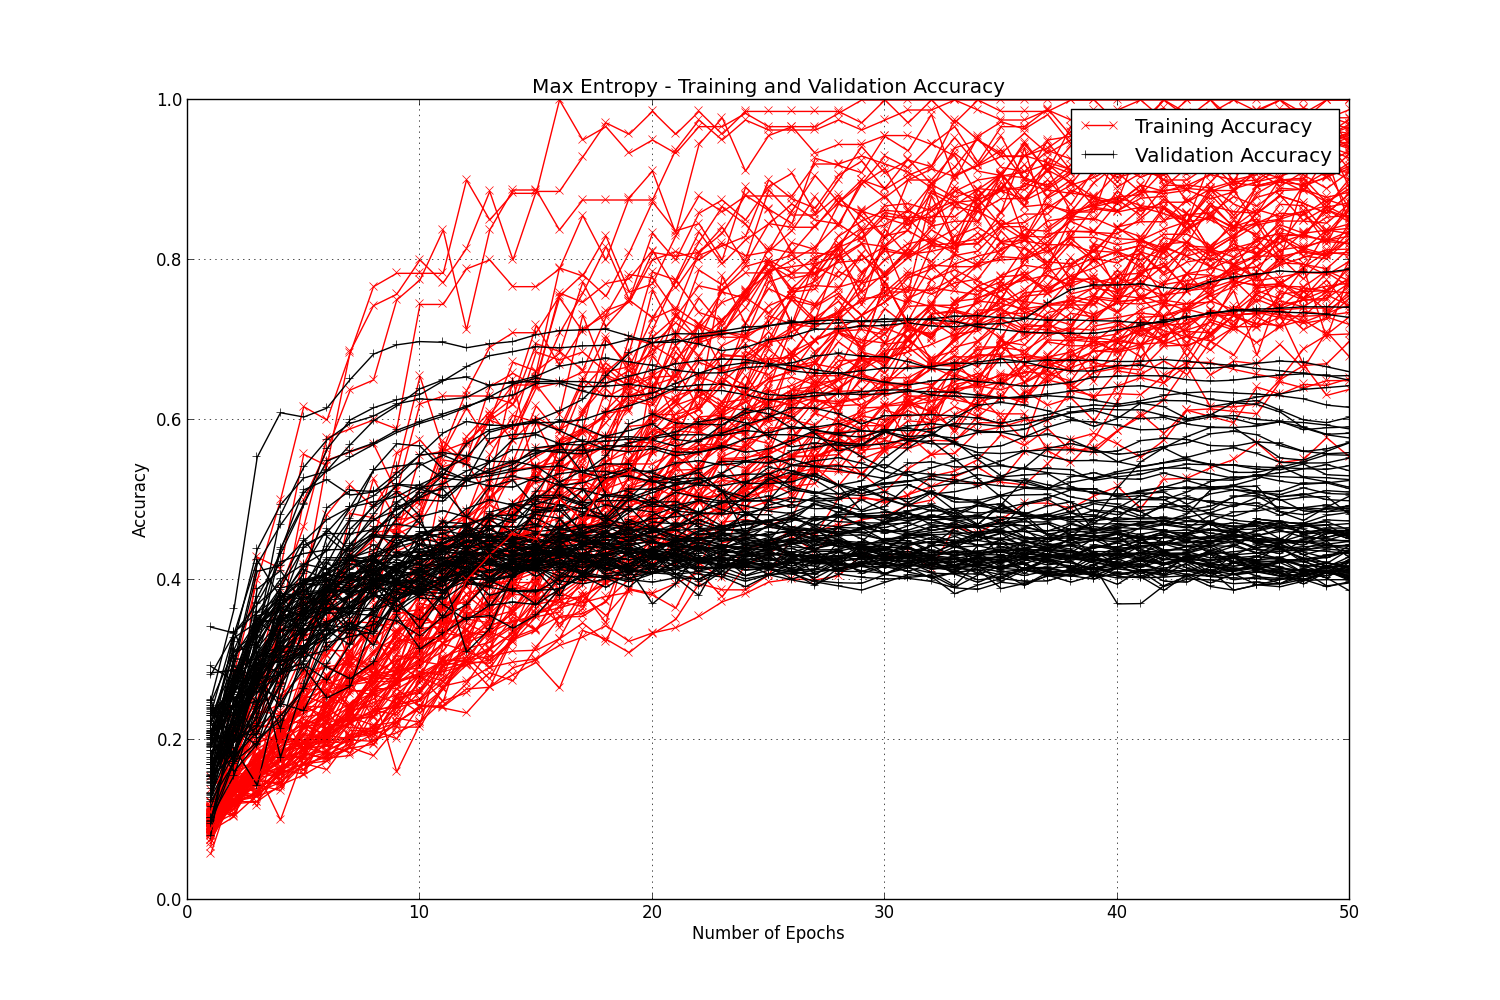 Max Entropy - Training and Validation Accuracy
1.0
Training Accuracy
Validation Accuracy
0.8
0.6
Accuracy
0.4
0.2
0.0
0 10 20 30 40 50
Number of Epochs